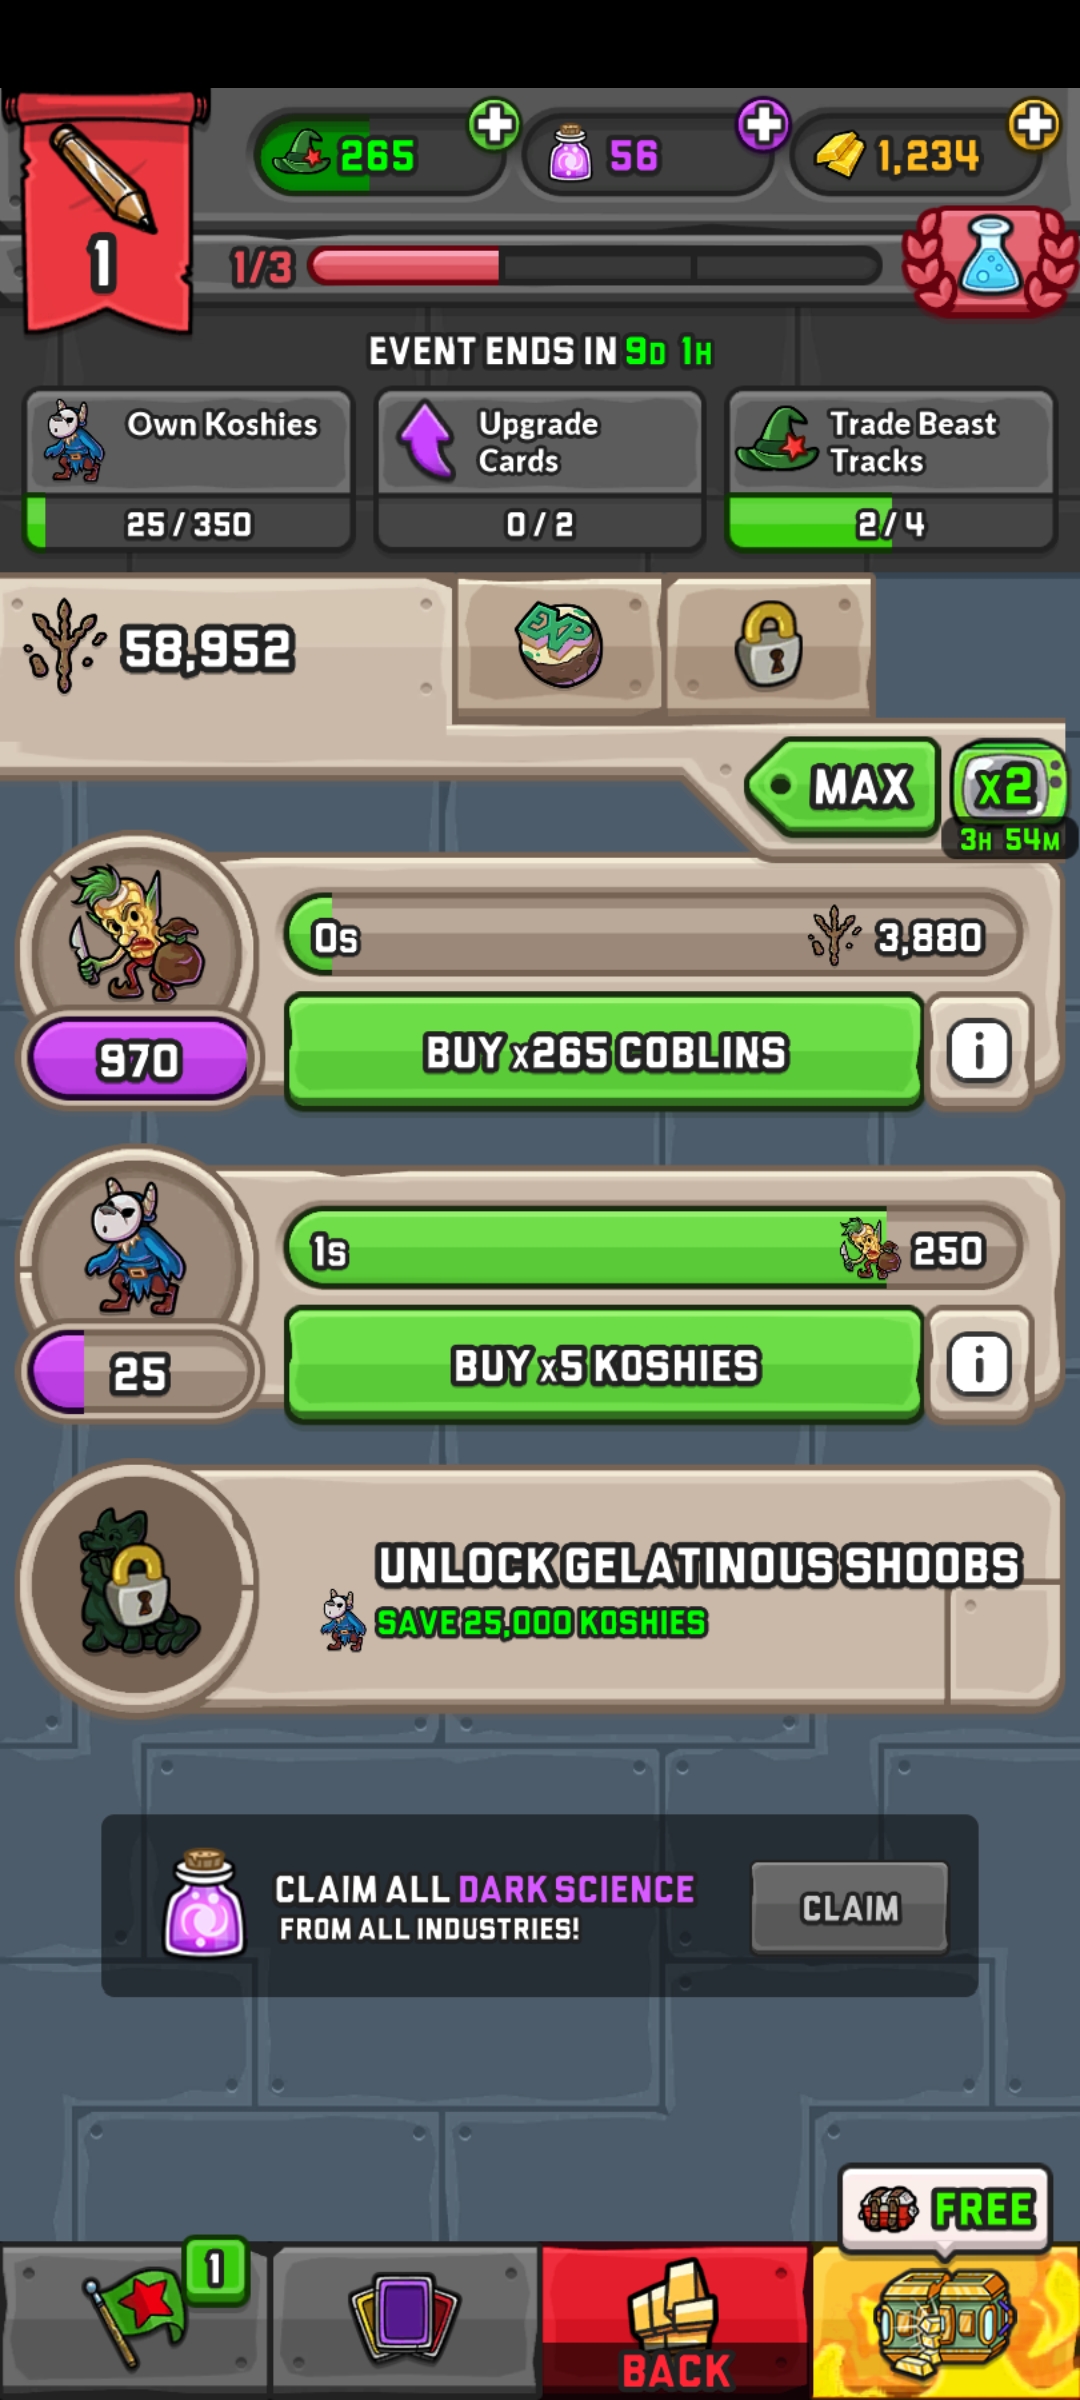 265
56
1,234
1
1/3
EVENT ENDS IN 9D 1H
Own Koshies
25 / 350
Upgrade
Cards
0 / 2
Trade Beast
Tracks
2 / 4
58,952
EXP
MAX
x2
3H 54M
0s
3,880
970
BUY x265 COBLINS
i
1s
250
25
BUY x5 KOSHIES
i
UNLOCK GELATINOUS SHOOBS
SAVE 25,000 KOSHIES
CLAIM ALL DARK SCIENCE
FROM ALL INDUSTRIES!
CLAIM
FREE
1
BACK